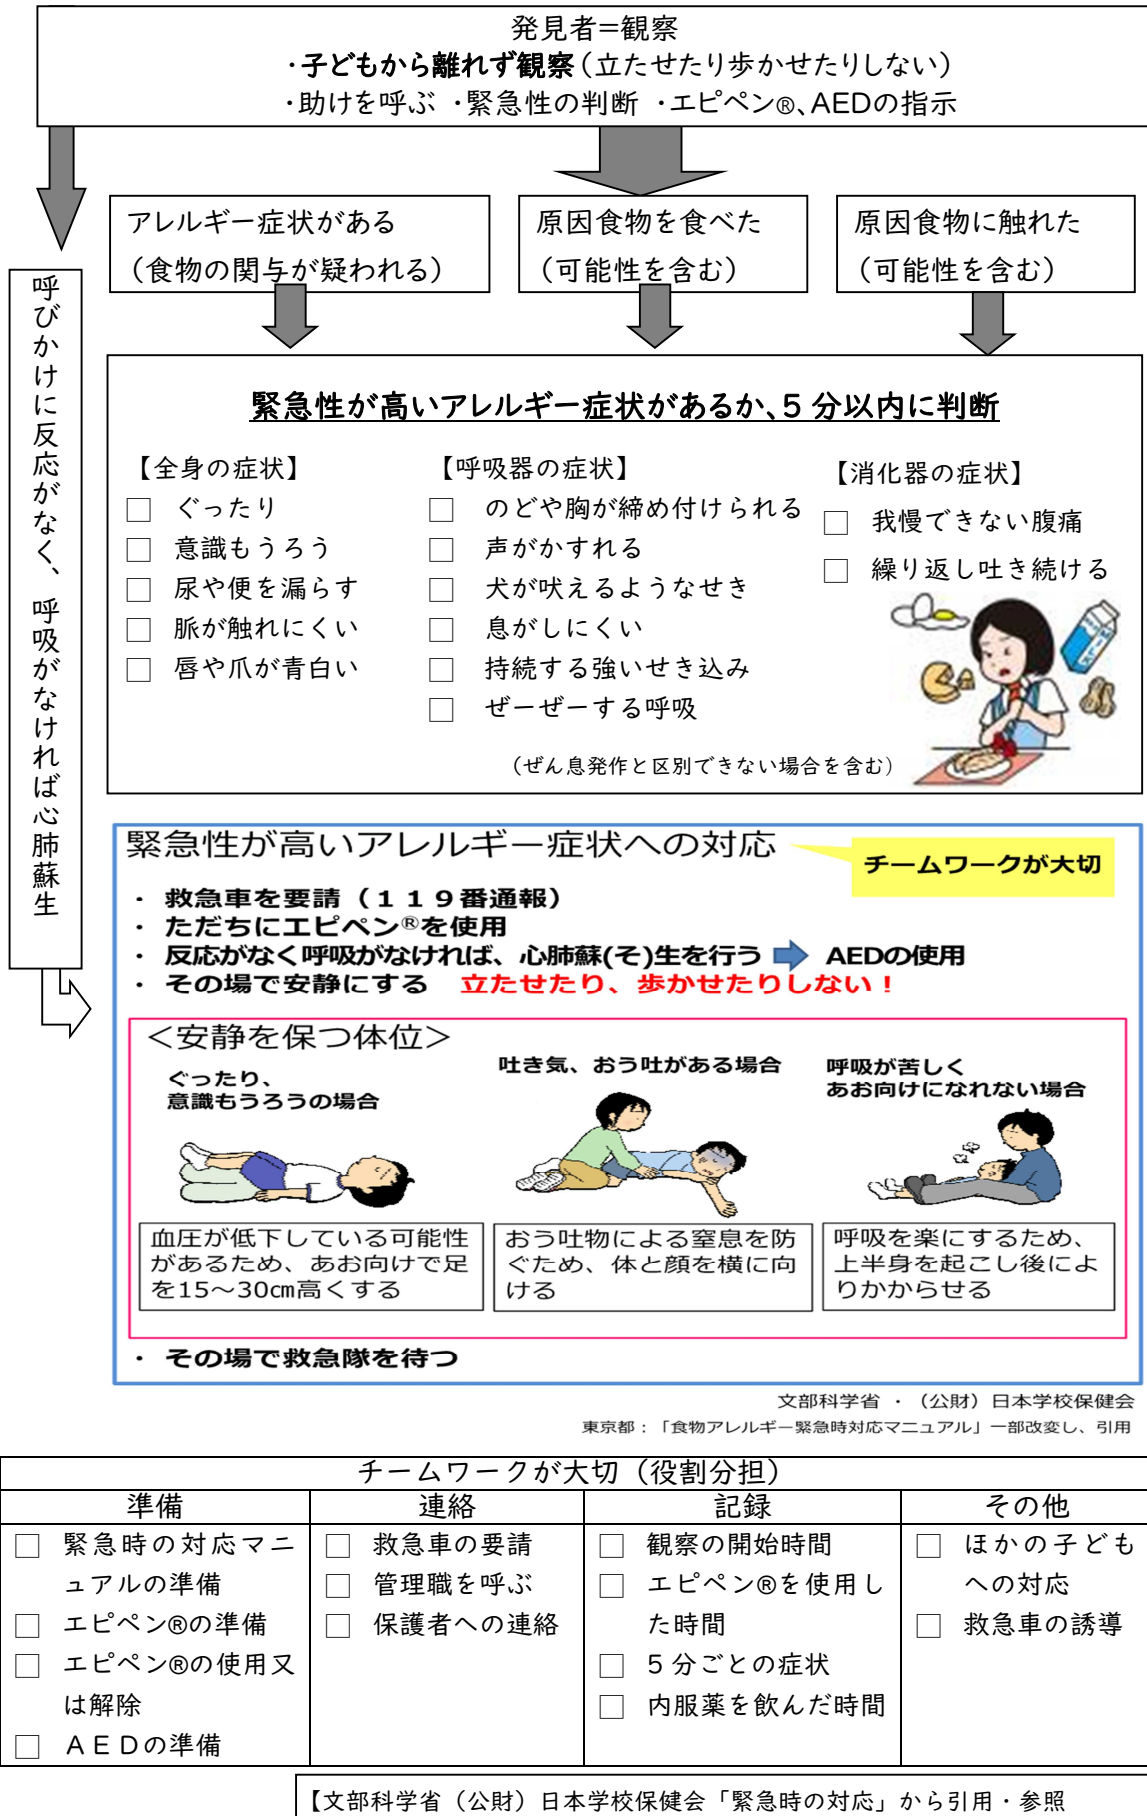 発見者=観察
・子どもから離れず観察(立たせたり歩かせたりしない)
・助けを呼ぶ ・緊急性の判断 ・エピペン®、AEDの指示
アレルギー症状がある
(食物の関与が疑われる)
原因食物を食べた
(可能性を含む)
原因食物に触れた
(可能性を含む)
呼びかけに反応がなく、呼吸がなければ心肺蘇生
緊急性が高いアレルギー症状があるか、5分以内に判断
【全身の症状】
□ ぐったり
□ 意識もうろう
□ 尿や便を漏らす
□ 脈が触れにくい
□ 唇や爪が青白い
【呼吸器の症状】
□ のどや胸が締め付けられる
□ 声がかすれる
□ 犬が吠えるようなせき
□ 息がしにくい
□ 持続する強いせき込み
□ ぜーぜーする呼吸
(ぜん息発作と区別できない場合を含む)
【消化器の症状】
□ 我慢できない腹痛
□ 繰り返し吐き続ける
MILK
緊急性が高いアレルギー症状への対応
チームワークが大切
・ 救急車を要請(119番通報)
・ ただちにエピペン®を使用
・ 反応がなく呼吸がなければ、心肺蘇(そ)生を行う ➡ AEDの使用
・ その場で安静にする 立たせたり、歩かせたりしない!
<安静を保つ体位>
ぐったり、
意識もうろうの場合
吐き気、おう吐がある場合
呼吸が苦しく
あお向けになれない場合
血圧が低下している可能性
があるため、あお向けで足
を15~30㎝高くする
おう吐物による窒息を防
ぐため、体と顔を横に向
ける
呼吸を楽にするため、
上半身を起こし後によ
りかからせる
・ その場で救急隊を待つ
文部科学省 ・ (公財)日本学校保健会
東京都:「食物アレルギー緊急時対応マニュアル」一部改変し、引用
チームワークが大切(役割分担)
準備
連絡
記録
その他
□ 緊急時の対応マニ
ュアルの準備
□ エピペン®の準備
□ エピペン®の使用又
は解除
□ AEDの準備
□ 救急車の要請
□ 管理職を呼ぶ
□ 保護者への連絡
□ 観察の開始時間
□ エピペン®を使用し
た時間
□ 5分ごとの症状
□ 内服薬を飲んだ時間
□ ほかの子ども
への対応
□ 救急車の誘導
【文部科学省(公財)日本学校保健会「緊急時の対応」から引用・参照